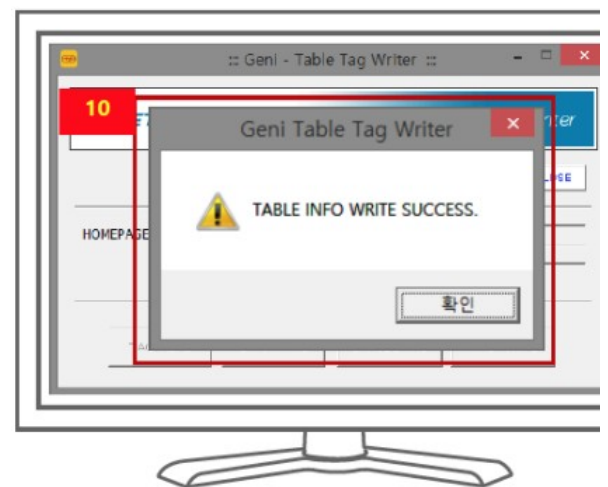 :: Geni - Table Tag Writer ::
10
Geni Table Tag Writer
TABLE INFO WRITE SUCCESS.
HOMEPAGE
확인